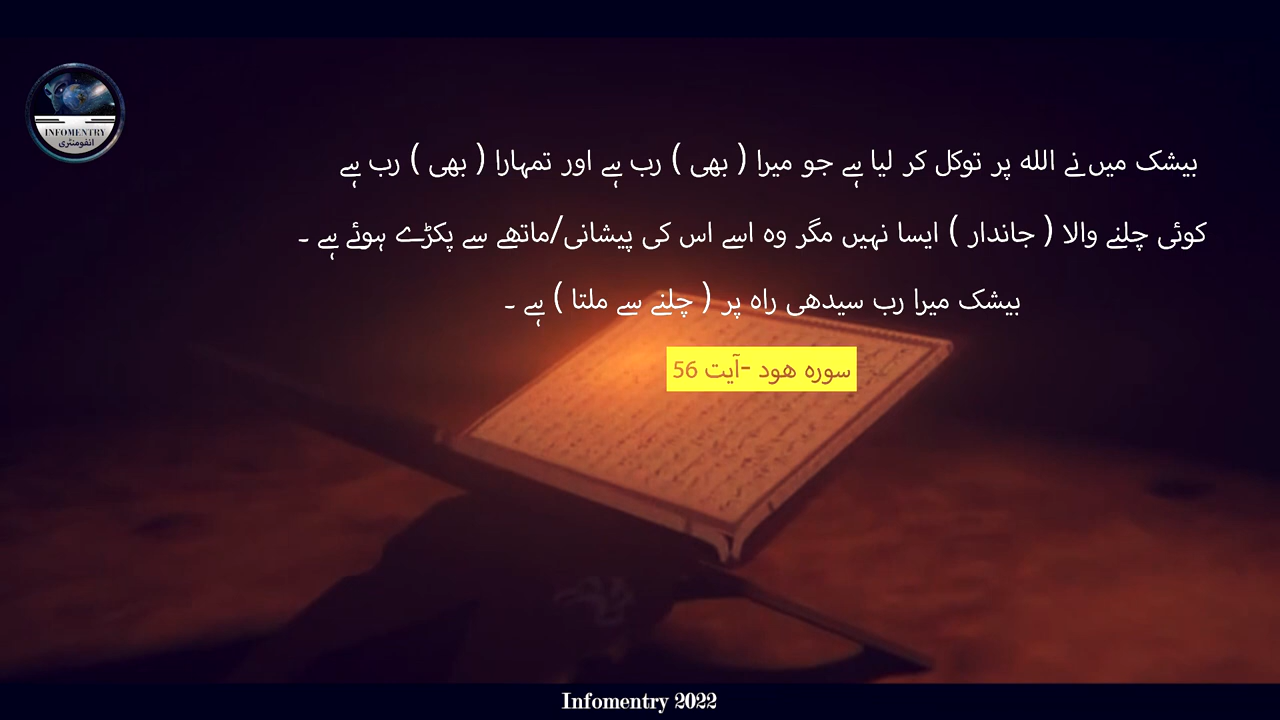 INFOMENTRY
انفومنٹری
بیشک میں نے اللہ پر توکل کر لیا ہے جو میرا ( بھی ) رب ہے اور تمہارا ( بھی ) رب ہے
کوئی چلنے والا ( جاندار ) ایسا نہیں مگر وہ اسے اس کی پیشانی/ماتھے سے پکڑے ہوئے ہے ۔
بیشک میرا رب سیدھی راہ پر ( چلنے سے ملتا ) ہے ۔
سورہ ھود -آیت 56
Infomentry 2022